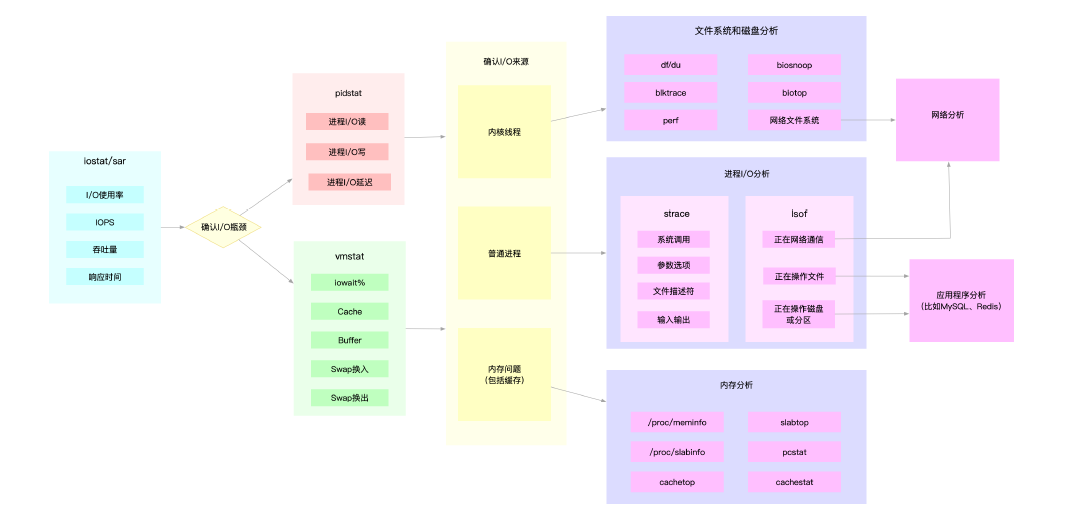 iostat/sar
I/O使用率
IOPS
吞吐量
响应时间
确认I/O瓶颈
pidstat
进程I/O读
进程I/O写
进程I/O延迟
vmstat
iowait%
Cache
Buffer
Swap换入
Swap换出
确认I/O来源
内核线程
普通进程
内存问题
(包括缓存)
文件系统和磁盘分析
df/du
biosnoop
blktrace
blotop
perf
网络文件系统
进程I/O分析
strace
系统调用
参数选项
文件描述符
输入输出
lsof
正在网络通信
正在操作文件
正在操作磁盘
或分区
内存分析
/proc/meminfo
slabtop
/proc/slabinfo
pcstat
cachetop
cachestat
网络分析
应用程序分析
(比如MySQL、Redis)